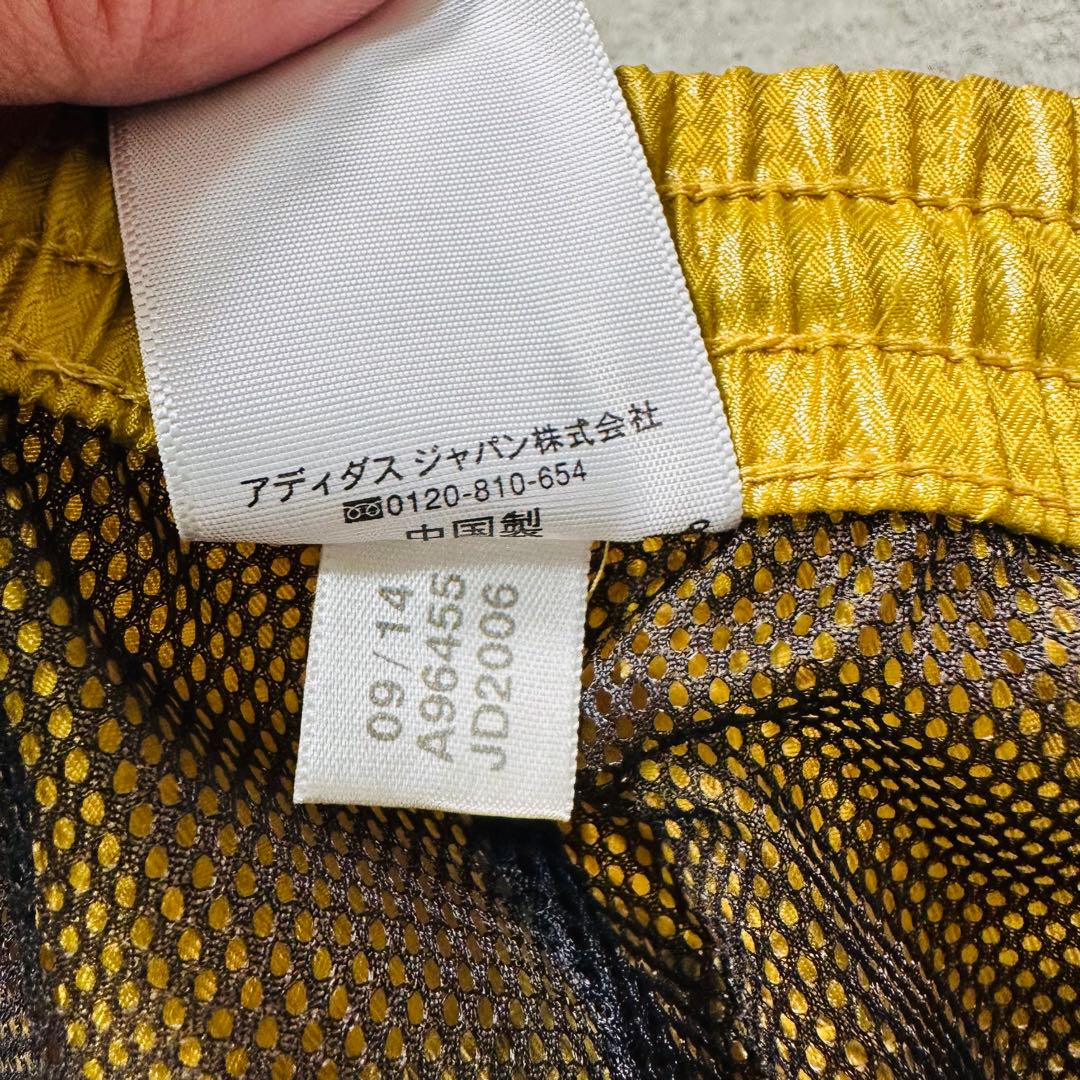 アディダス ジャパン株式会社
0120-810-654
中国製
09/14
A96455
JD2006